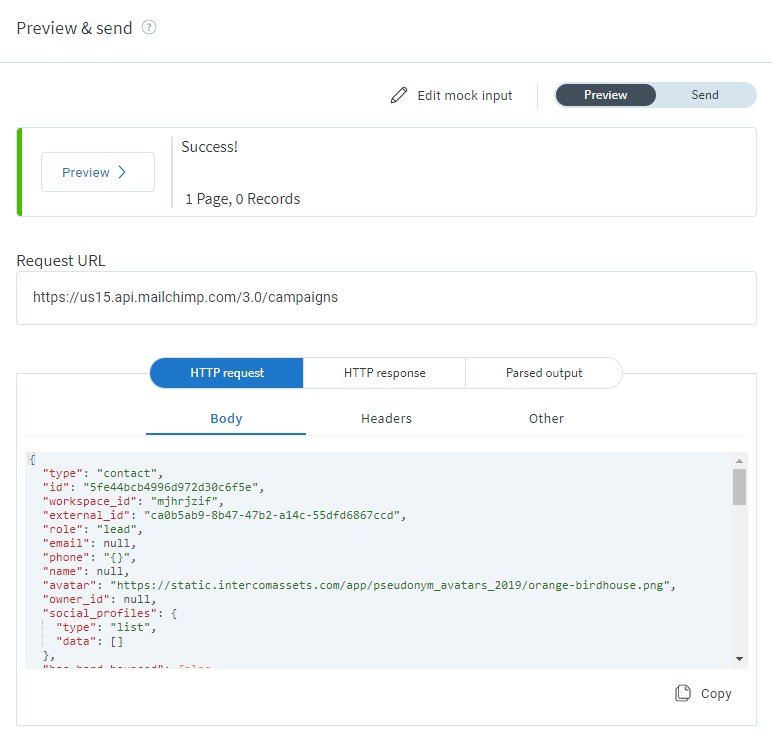 Preview & send ?
Edit mock input
Preview Send
Success!
Preview
1 Page, 0 Records
Request URL
https://us15.api.mailchimp.com/3.0/campaigns
HTTP request HTTP response Parsed output
Body Headers Other
{
"type": "contact",
"id": "5fe44bcb4996d972d30c6f5e",
"workspace_id": "mjhrjzif",
"external_id": "ca0b5ab9-8b47-47b2-a14c-55dfd6867ccd",
"role": "lead",
"email": null,
"phone": "{}",
"name": null,
"avatar": "https://static.intercomassets.com/app/pseudonym_avatars_2019/orange-birdhouse.png",
"owner_id": null,
"social_profiles": {
"type": "list",
"data": []
},
"has_hard_bounced": false
Copy